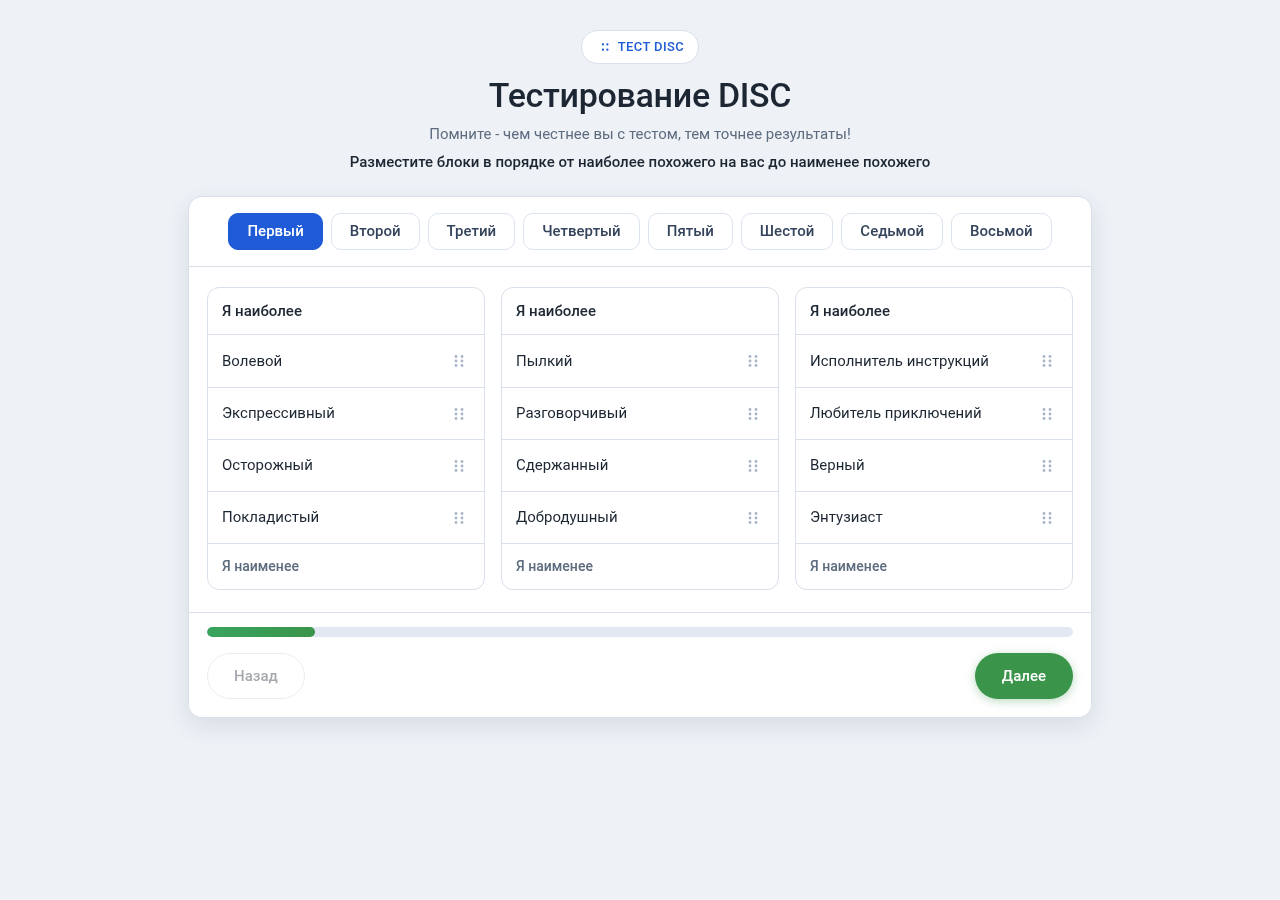 ТЕСТ DISC
Тестирование DISC
Помните - чем честнее вы с тестом, тем точнее результаты!
Разместите блоки в порядке от наиболее похожего на вас до наименее похожего
Первый
Второй
Третий
Четвертый
Пятый
Шестой
Седьмой
Восьмой
Я наиболее
Волевой
Экспрессивный
Осторожный
Покладистый
Я наименее
Я наиболее
Пылкий
Разговорчивый
Сдержанный
Добродушный
Я наименее
Я наиболее
Исполнитель инструкций
Любитель приключений
Верный
Энтузиаст
Я наименее
Назад
Далее